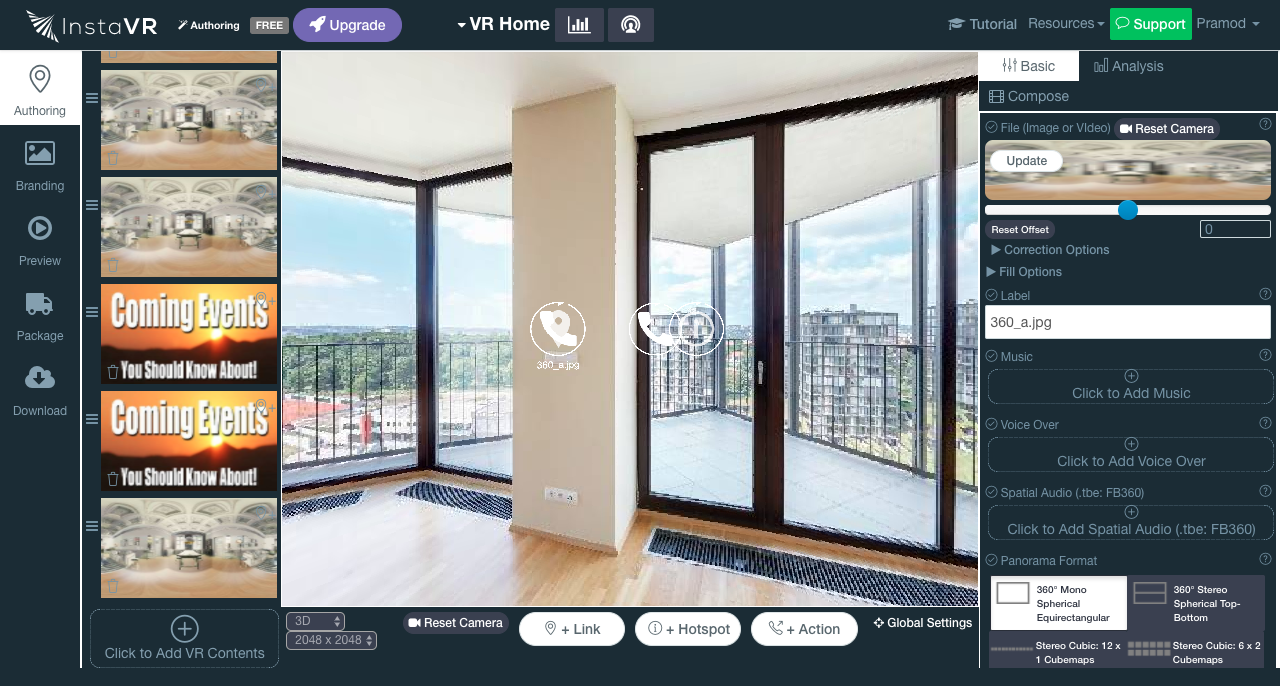 InstaVR
Authoring
FREE
Upgrade
VR Home
Tutorial
Resources
Support
Pramod
Authoring
Branding
Preview
Package
Download
Coming Events
You Should Know About!
Coming Events
You Should Know About!
Click to Add VR Contents
360_a.jpg
3D
2048 x 2048
Reset Camera
+ Link
+ Hotspot
+ Action
Global Settings
Basic
Analysis
Compose
File (Image or VIdeo)
Reset Camera
Update
Reset Offset
0
Correction Options
Fill Options
Label
360_a.jpg
Music
Click to Add Music
Voice Over
Click to Add Voice Over
Spatial Audio (.tbe: FB360)
Click to Add Spatial Audio (.tbe: FB360)
Panorama Format
360° Mono
Spherical
Equirectangular
360° Stereo
Spherical Top-
Bottom
Stereo Cubic: 12 x
1 Cubemaps
Stereo Cubic: 6 x 2
Cubemaps